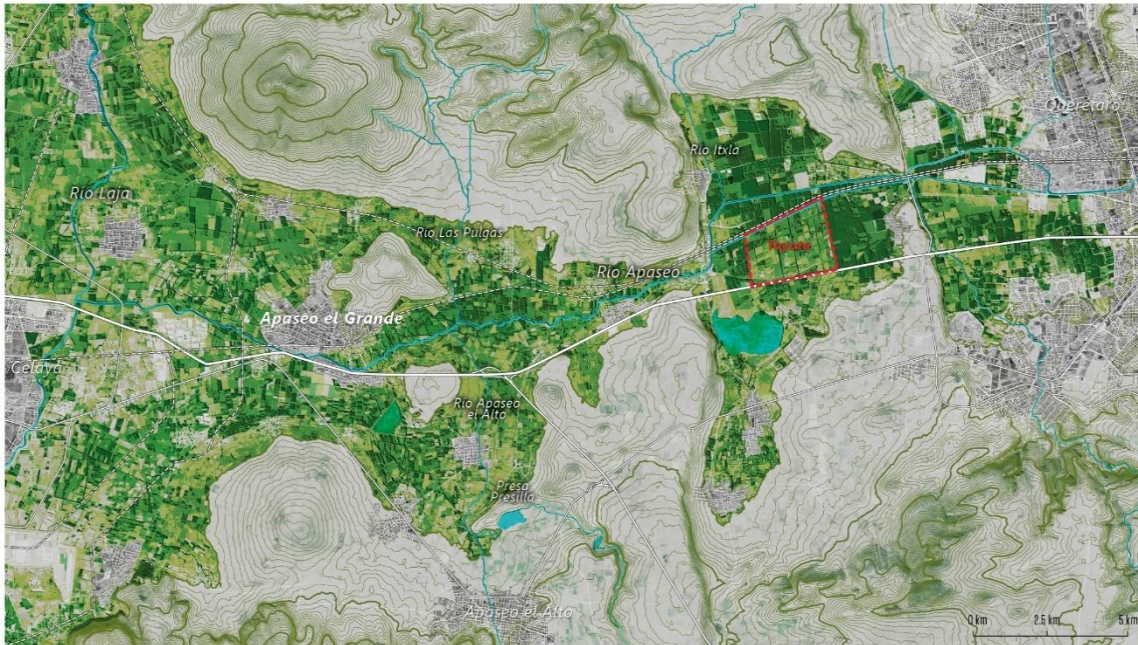 Querétaro
Río Itxla
Río Laja
Río Las Pulgas
Toyota
Río Apaseo
Apaseo el Grande
Celaya
Río Apaseo
el Alto
Presa
Presilla
Apaseo el Alto
0 km
2.5 km
5 km